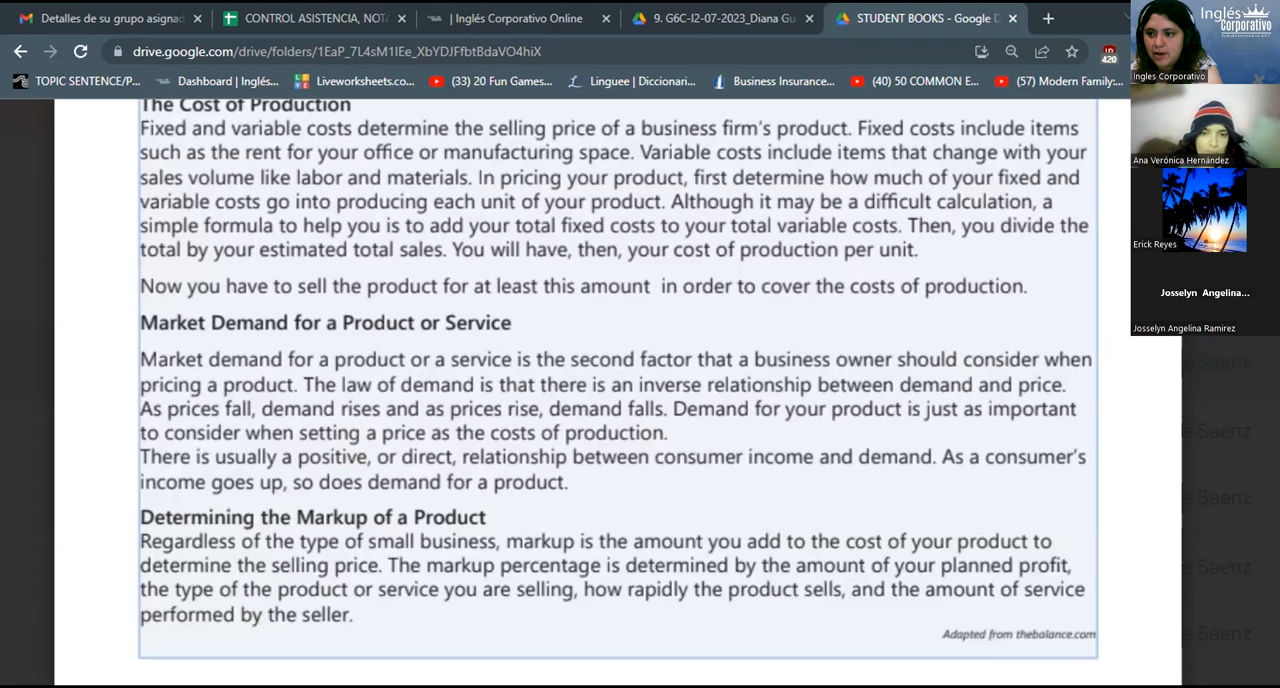 Detalles de su grupo asignad
CONTROL ASISTENCIA, NOTA
| Inglés Corporativo Online
9. G6C-I2-07-2023_Diana Gu
STUDENT BOOKS - Google D
drive.google.com/drive/folders/1EaP_7L4sM1IEe_XbYDJFfbtBdaVO4hiX
420
TOPIC SENTENCE/P...
Dashboard | Inglés...
Liveworksheets.co...
(33) 20 Fun Games...
Linguee | Diccionari...
Business Insurance...
(40) 50 COMMON E...
(57) Modern Family:...
Inglés
Corporativo
Ingles Corporativo
Ana Verónica Hernández
Erick Reyes
Josselyn Angelina...
Josselyn Angelina Ramirez
The Cost of Production
Fixed and variable costs determine the selling price of a business firm's product. Fixed costs include items
such as the rent for your office or manufacturing space. Variable costs include items that change with your
sales volume like labor and materials. In pricing your product, first determine how much of your fixed and
variable costs go into producing each unit of your product. Although it may be a difficult calculation, a
simple formula to help you is to add your total fixed costs to your total variable costs. Then, you divide the
total by your estimated total sales. You will have, then, your cost of production per unit.
Now you have to sell the product for at least this amount in order to cover the costs of production.
Market Demand for a Product or Service
Market demand for a product or a service is the second factor that a business owner should consider when
pricing a product. The law of demand is that there is an inverse relationship between demand and price.
As prices fall, demand rises and as prices rise, demand falls. Demand for your product is just as important
to consider when setting a price as the costs of production.
There is usually a positive, or direct, relationship between consumer income and demand. As a consumer's
income goes up, so does demand for a product.
Determining the Markup of a Product
Regardless of the type of small business, markup is the amount you add to the cost of your product to
determine the selling price. The markup percentage is determined by the amount of your planned profit,
the type of the product or service you are selling, how rapidly the product sells, and the amount of service
performed by the seller.
Adapted from thebalance.com
e Saenz
e Saenz
e Saenz
e Saenz
e Saenz